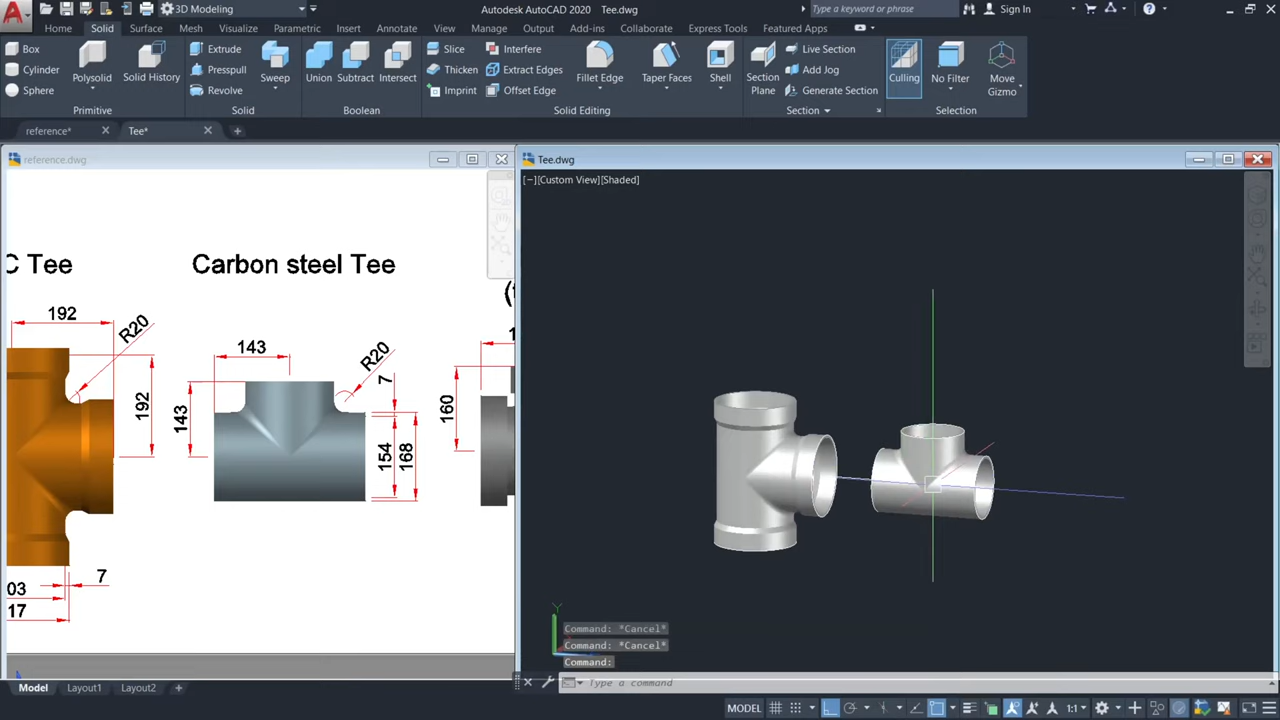 3D Modeling
Autodesk AutoCAD 2020 Tee.dwg
Type a keyword or phrase
Sign In
Home Solid Surface Mesh Visualize Parametric Insert Annotate View Manage Output Add-ins Collaborate Express Tools Featured Apps
Box
Cylinder
Sphere
Polysolid
Solid History
Primitive
Extrude
Presspull
Revolve
Sweep
Solid
Union
Subtract
Intersect
Boolean
Slice
Thicken
Imprint
Interfere
Extract Edges
Offset Edge
Fillet Edge
Taper Faces
Shell
Solid Editing
Section
Plane
Live Section
Add Jog
Generate Section
Section
Culling
No Filter
Move
Gizmo
Selection
reference*
Tee*
reference.dwg
C Tee
192
R20
192
7
03
17
Carbon steel Tee
143
R20
7
143
154
168
160
Tee.dwg
[−][Custom View][Shaded]
Y
Command: *Cancel*
Command: *Cancel*
Command:
Type a command
Model Layout1 Layout2 +
MODEL
1:1